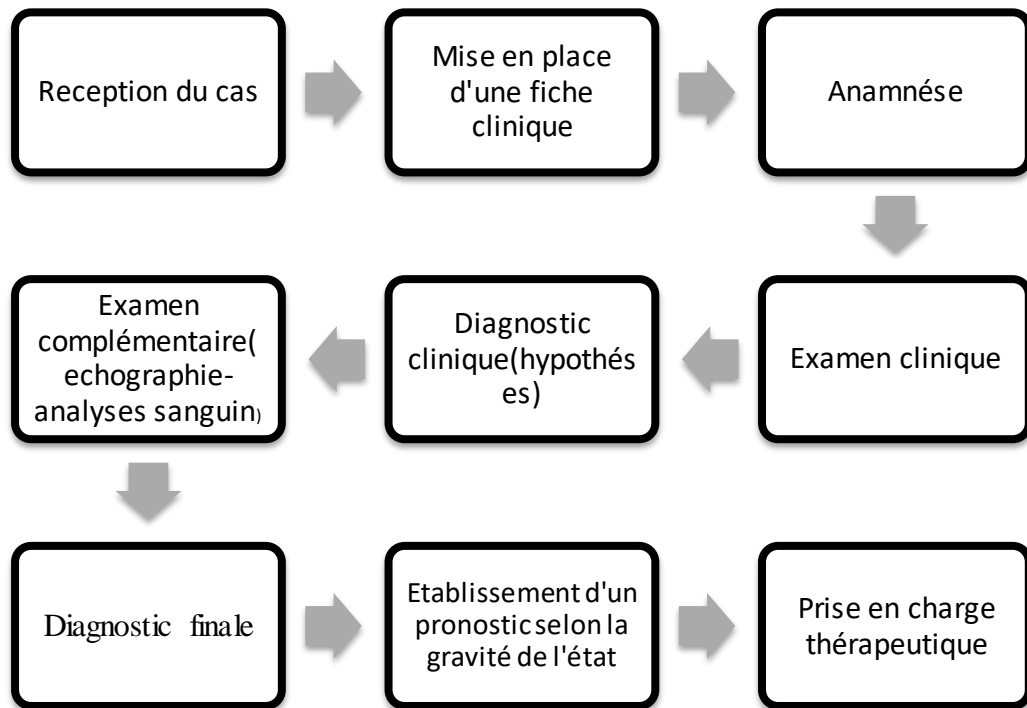 Reception du cas
Mise en place
d'une fiche
clinique
Anamnése
Examen clinique
Diagnostic
clinique(hypothés
es)
Examen
complémentaire(
echographie-
analyses sanguin)
Diagnostic finale
Etablissement d'un
pronostic selon la
gravité de l'état
Prise en charge
thérapeutique